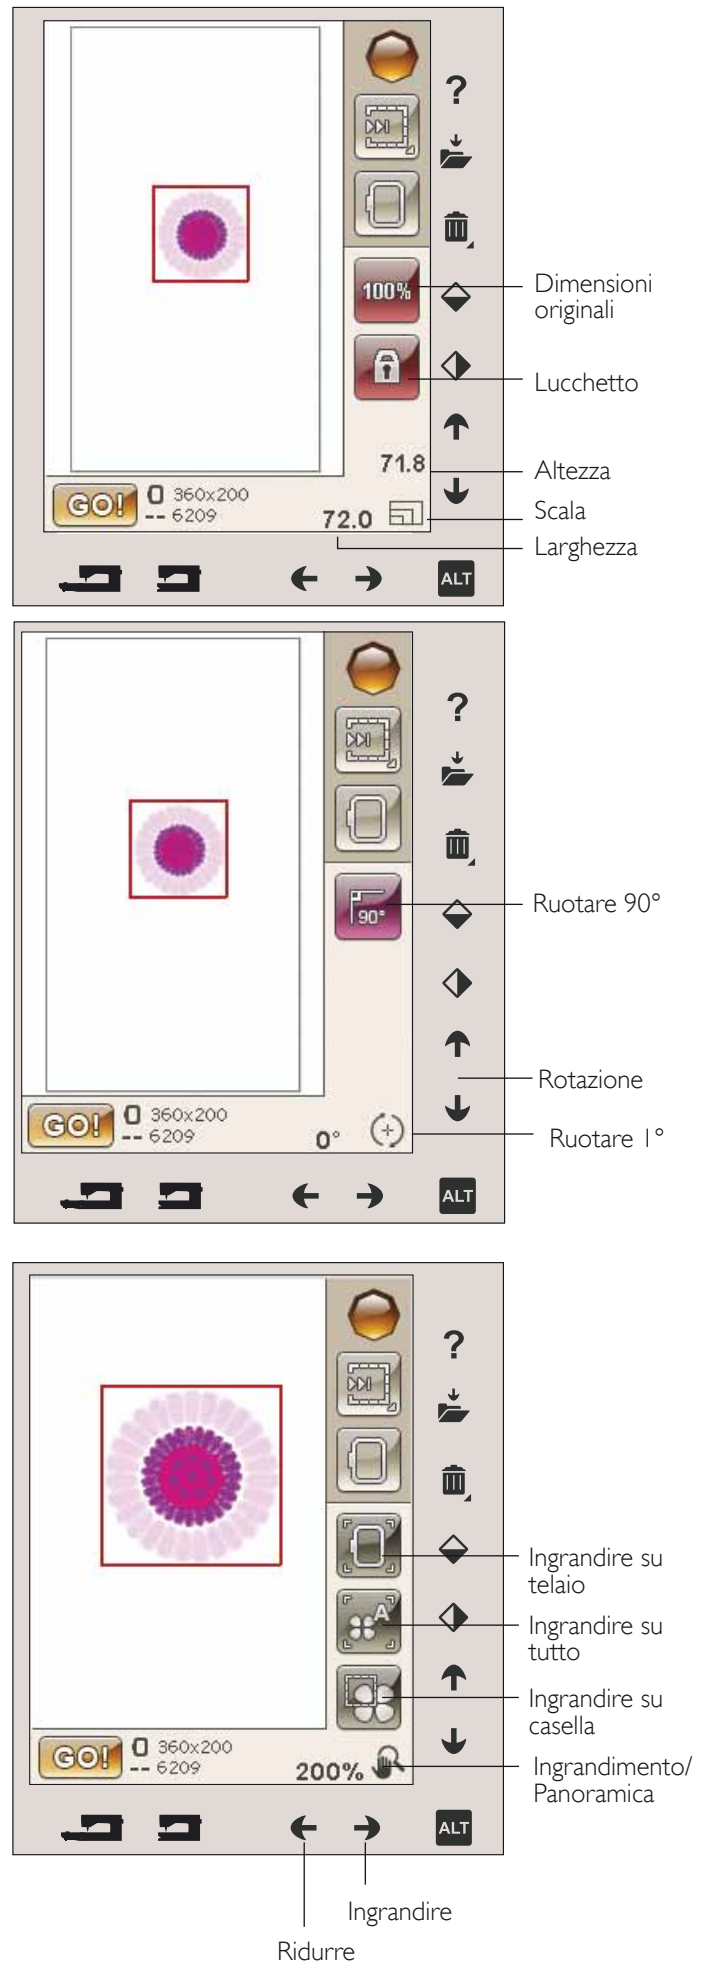 ?
100%
Dimensioni
originali
Lucchetto
71.8
Altezza
GO!
360x200
-- 6209
72.0
Scala
Larghezza
ALT
?
90°
Ruotare 90°
Rotazione
GO!
360x200
-- 6209
0°
Ruotare 1°
ALT
?
Ingrandire su
telaio
A
Ingrandire su
tutto
Ingrandire su
casella
GO!
360x200
-- 6209
200%
Ingrandimento/
Panoramica
ALT
Ingrandire
Ridurre